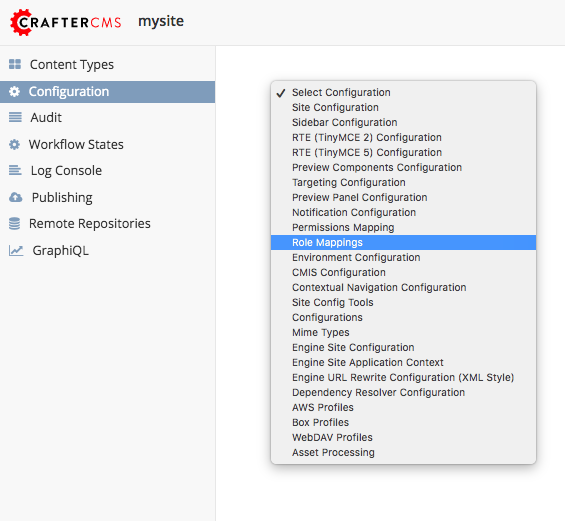 CRAFTERCMS mysite
Content Types
Configuration
Audit
Workflow States
Log Console
Publishing
Remote Repositories
GraphiQL
Select Configuration
Site Configuration
Sidebar Configuration
RTE (TinyMCE 2) Configuration
RTE (TinyMCE 5) Configuration
Preview Components Configuration
Targeting Configuration
Preview Panel Configuration
Notification Configuration
Permissions Mapping
Role Mappings
Environment Configuration
CMIS Configuration
Contextual Navigation Configuration
Site Config Tools
Configurations
Mime Types
Engine Site Configuration
Engine Site Application Context
Engine URL Rewrite Configuration (XML Style)
Dependency Resolver Configuration
AWS Profiles
Box Profiles
WebDAV Profiles
Asset Processing